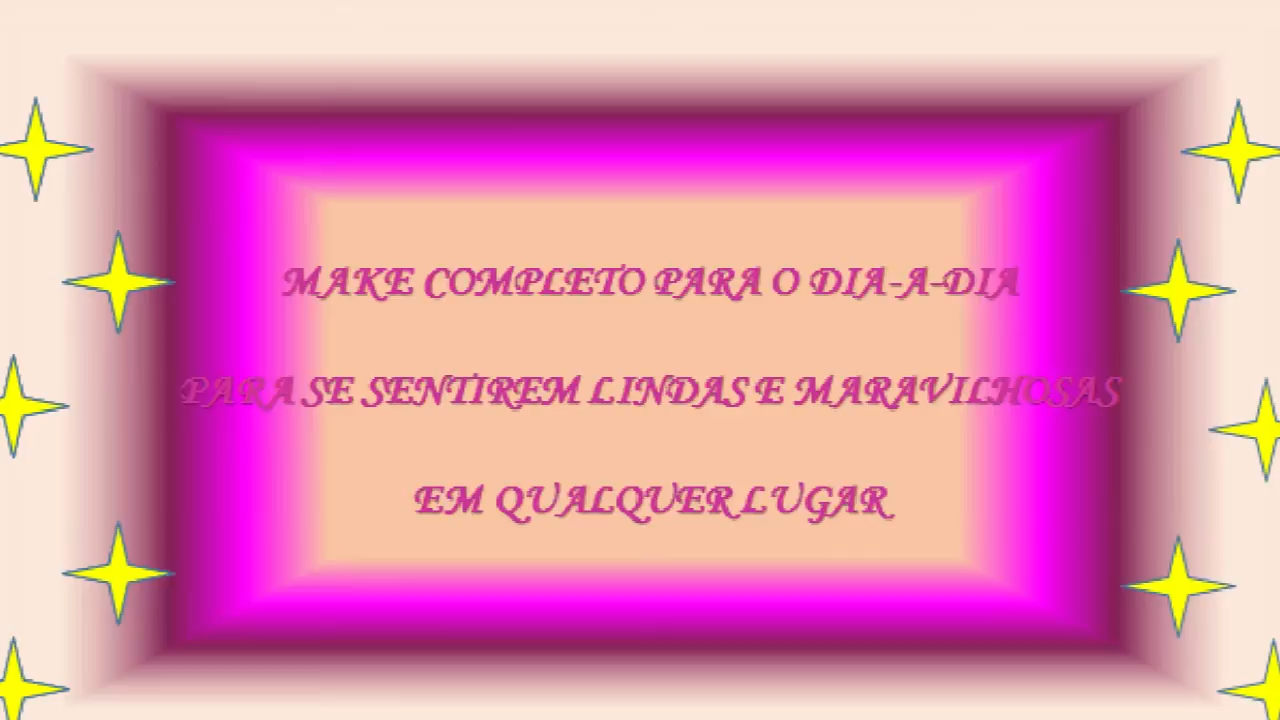 MAKE COMPLETO PARA O DIA-A-DIA
PARA SE SENTIREM LINDAS E MARAVILHOSAS
EM QUALQUER LUGAR